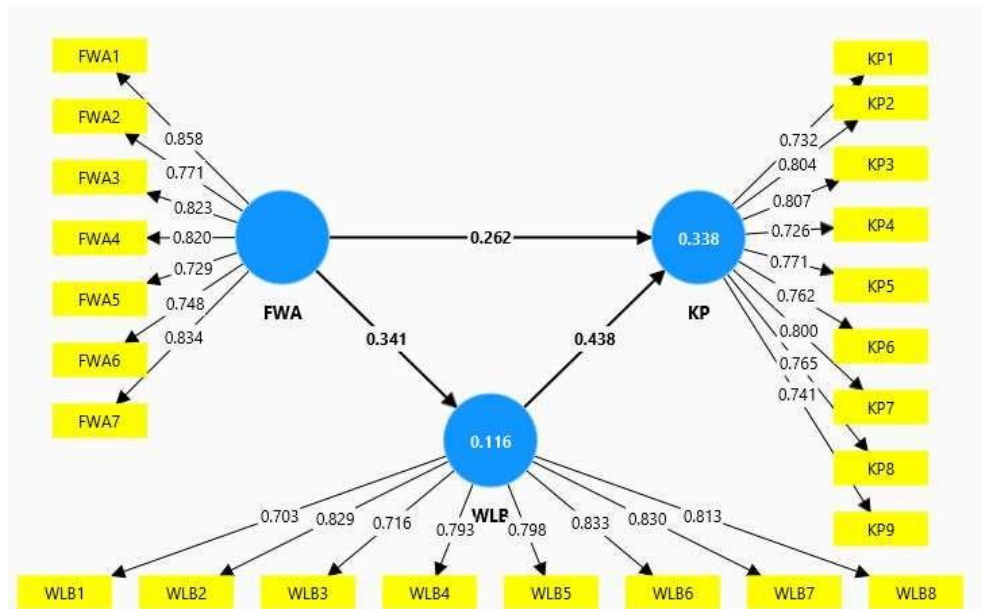 FWA1
FWA2
FWA3
FWA4
FWA5
FWA6
FWA7
0.858
0.771
0.823
0.820
0.729
0.748
0.834
FWA
0.262
0.341
0.438
0.338
KP
0.732
0.804
0.807
0.726
0.771
0.762
0.800
0.765
0.741
KP1
KP2
KP3
KP4
KP5
KP6
KP7
KP8
KP9
0.116
WLB
0.703
0.829
0.716
0.793
0.798
0.833
0.830
0.813
WLB1
WLB2
WLB3
WLB4
WLB5
WLB6
WLB7
WLB8